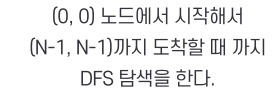 (0, 0) 노드에서 시작해서
(N-1, N-1)까지 도착할 때 까지
DFS 탐색을 한다.